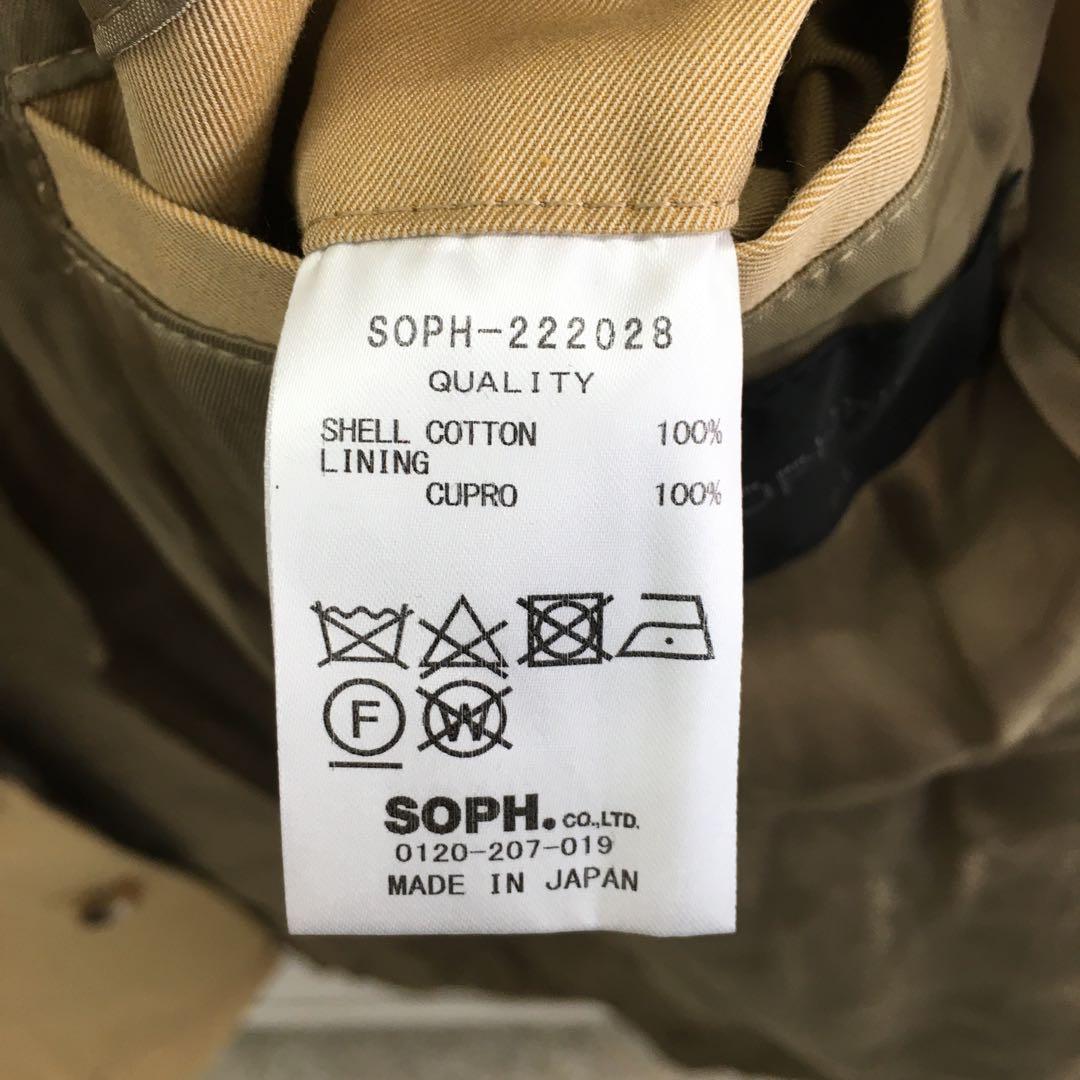 SOPH-222028
QUALITY
SHELL COTTON 100%
LINING
CUPRO 100%
F W
SOPH. CO.,LTD.
0120-207-019
MADE IN JAPAN